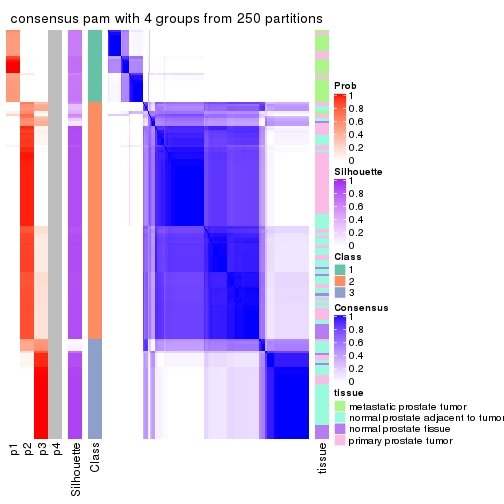 consensus pam with 4 groups from 250 partitions
Prob
1
0.8
0.6
0.4
0.2
0
Silhouette
1
0.8
0.6
0.4
0.2
0
Class
1
2
3
Consensus
1
0.8
0.6
0.4
0.2
0
tissue
metastatic prostate tumor
normal prostate adjacent to tumor
normal prostate tissue
primary prostate tumor
p1
p2
p3
p4
Silhouette
Class
tissue